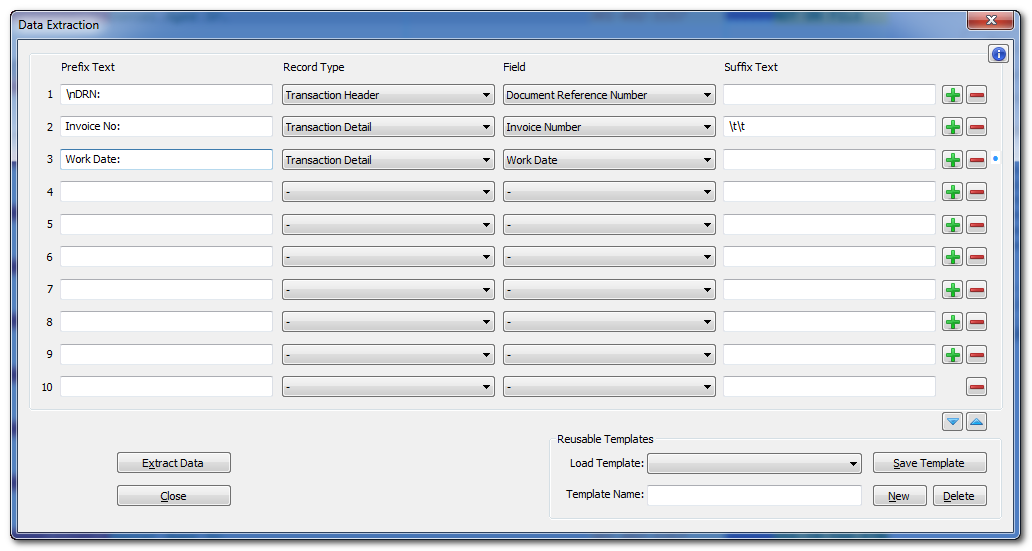 Data Extraction
Prefix Text Record Type Field Suffix Text
1 \nDRN: Transaction Header Document Reference Number
2 Invoice No: Transaction Detail Invoice Number \t\t
3 Work Date: Transaction Detail Work Date
4 - -
5 - -
6 - -
7 - -
8 - -
9 - -
10 - -
Reusable Templates
Extract Data Load Template: Save Template
Close Template Name: New Delete